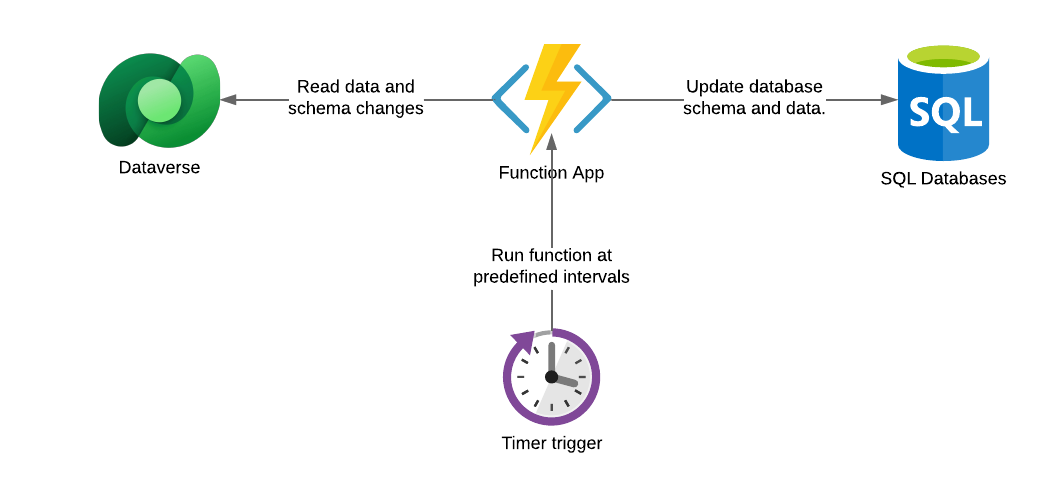 Read data and
schema changes
Update database
schema and data.
SQL
Dataverse
Function App
SQL Databases
Run function at
predefined intervals
Timer trigger